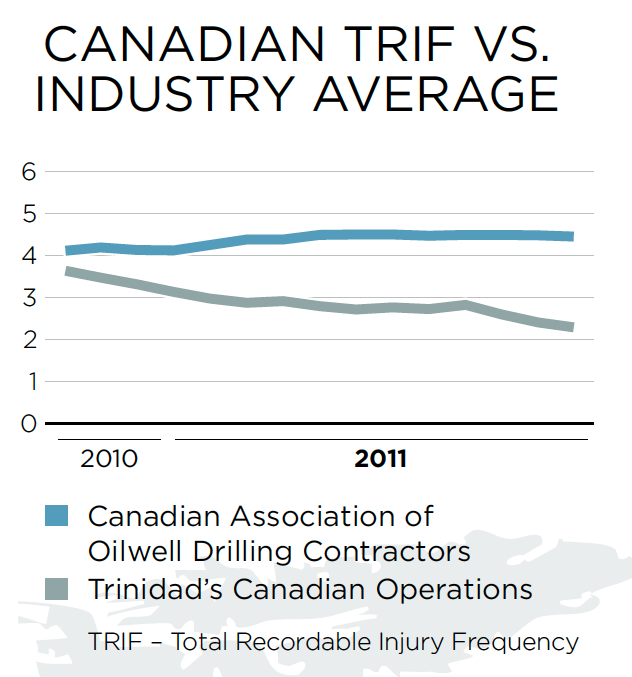 CANADIAN TRIF VS.
INDUSTRY AVERAGE
6
5
4
3
2
1
0
2010 2011
Canadian Association of
Oilwell Drilling Contractors
Trinidad’s Canadian Operations
TRIF – Total Recordable Injury Frequency